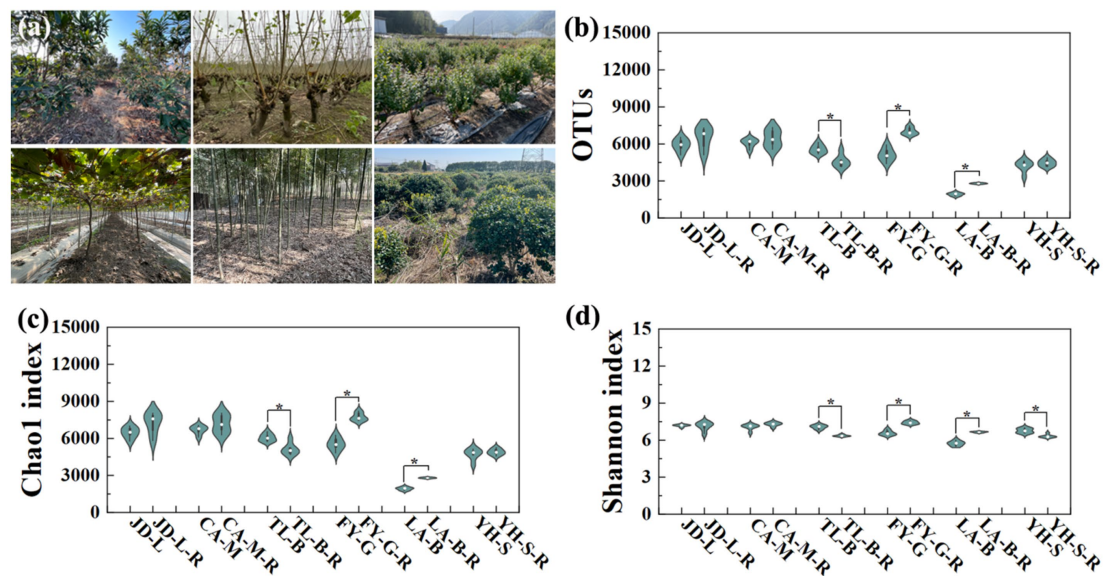 (a)
(b)
OTUs
15000
12000
9000
6000
3000
0
*
*
*
JD-L
JD-L-R
CA-M
CA-M-R
TL-B
TL-B-R
FY-G
FY-G-R
LA-B
LA-B-R
YH-S
YH-S-R
(c)
Chao1 index
15000
12000
9000
6000
3000
0
*
*
*
JD-L
JD-L-R
CA-M
CA-M-R
TL-B
TL-B-R
FY-G
FY-G-R
LA-B
LA-B-R
YH-S
YH-S-R
(d)
Shannon index
15
12
9
6
3
0
*
*
*
*
JD-L
JD-L-R
CA-M
CA-M-R
TL-B
TL-B-R
FY-G
FY-G-R
LA-B
LA-B-R
YH-S
YH-S-R